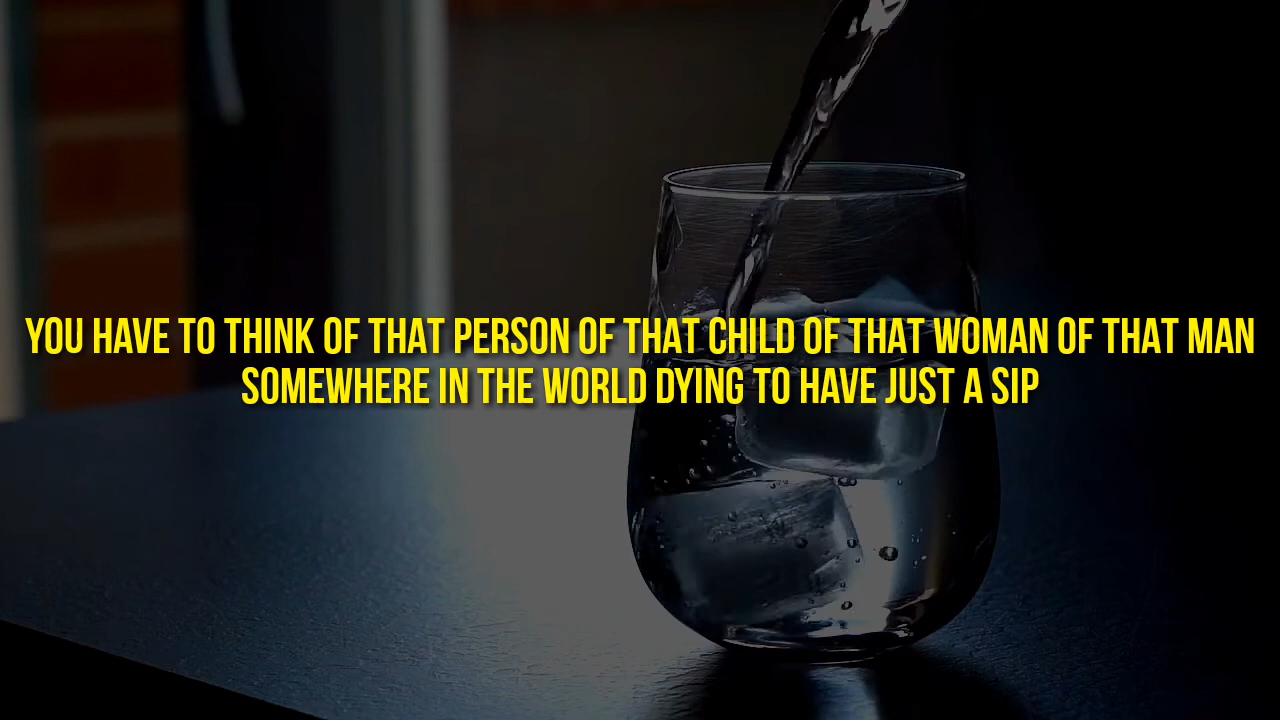 YOU HAVE TO THINK OF THAT PERSON OF THAT CHILD OF THAT WOMAN OF THAT MAN
SOMEWHERE IN THE WORLD DYING TO HAVE JUST A SIP